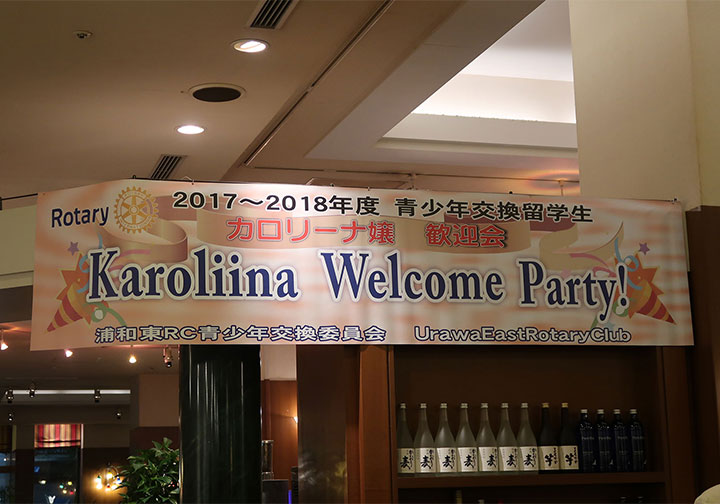 Rotary
2017～2018年度 青少年交換留学生
カロリーナ嬢 歓迎会
Karoliina Welcome Party!
浦和東RC青少年交換委員会 UrawaEastRotaryClub